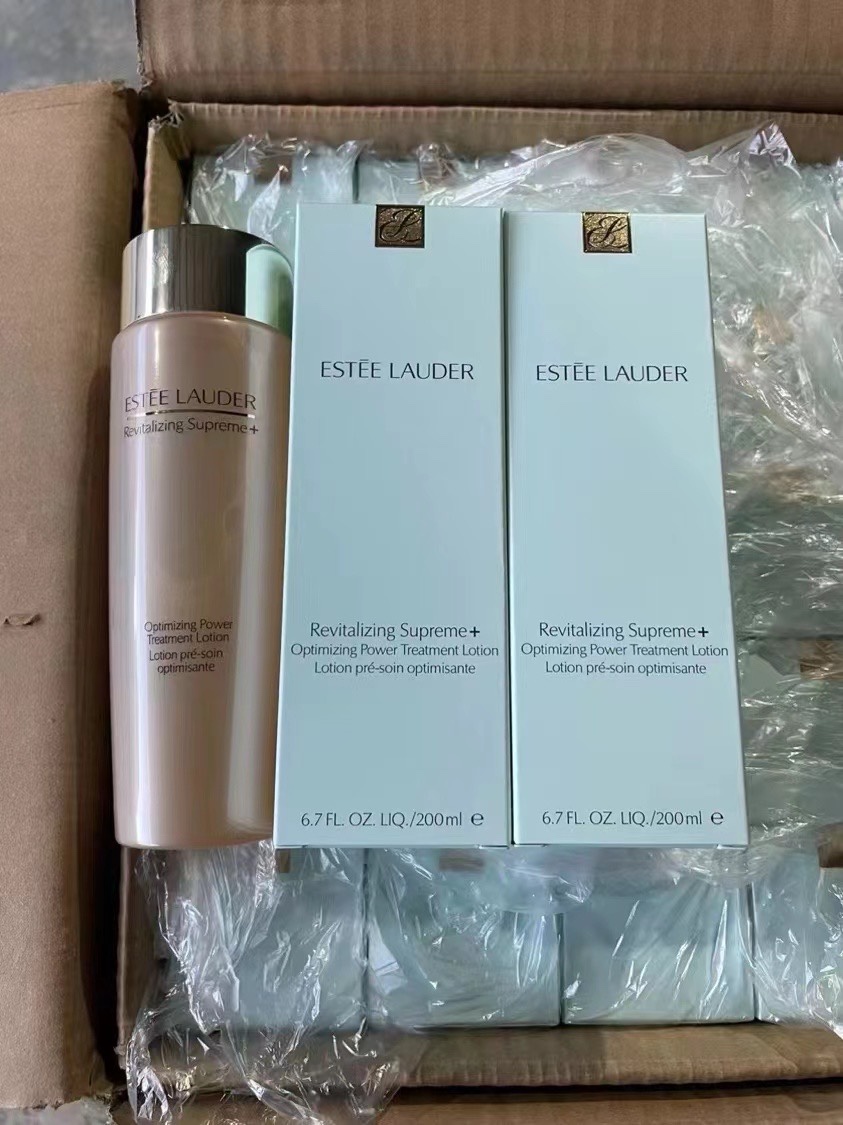 ESTĒE LAUDER
Revitalizing Supreme+
Optimizing Power
Treatment Lotion
Lotion pré-soin
optimisante
ESTĒE LAUDER
Revitalizing Supreme+
Optimizing Power Treatment Lotion
Lotion pré-soin optimisante
6.7 FL. OZ. LIQ./200ml e
ESTĒE LAUDER
Revitalizing Supreme+
Optimizing Power Treatment Lotion
Lotion pré-soin optimisante
6.7 FL. OZ. LIQ./200ml e